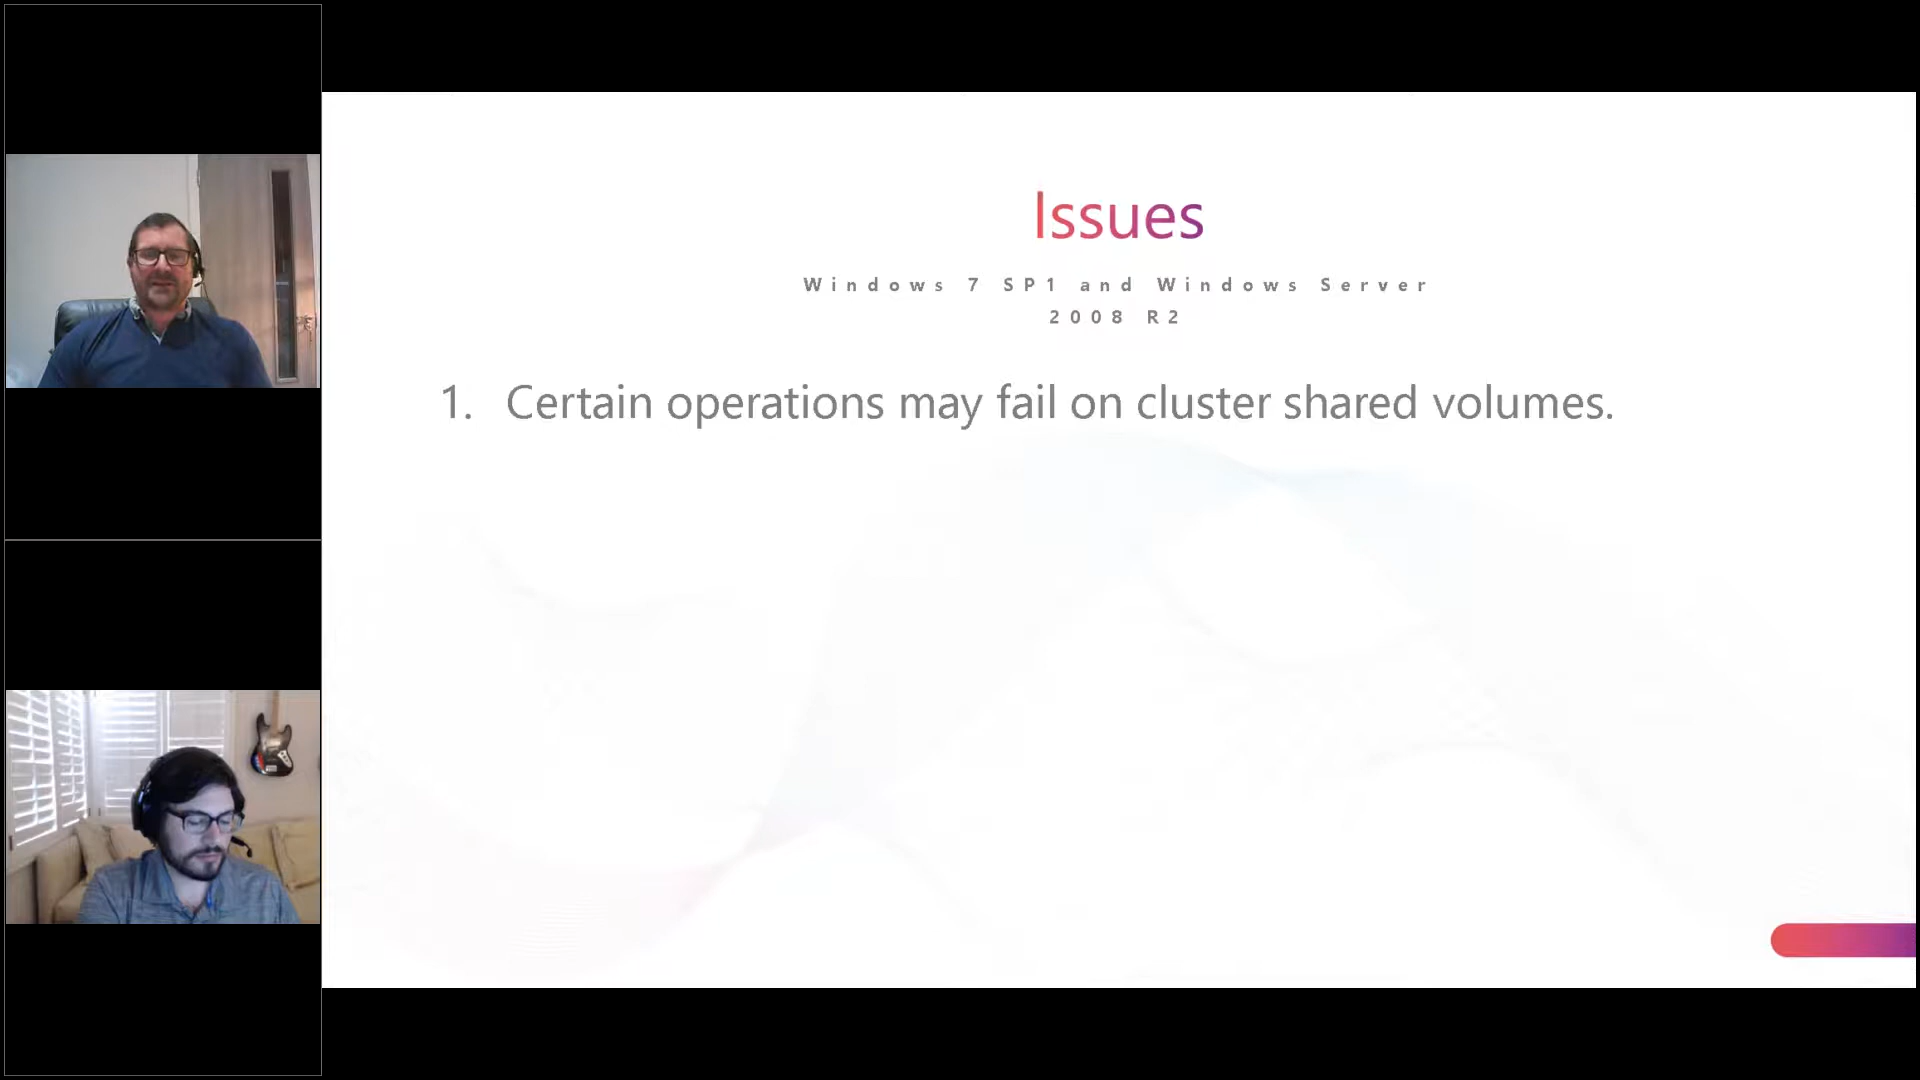 Issues
Windows 7 SP1 and Windows Server
2008 R2
1. Certain operations may fail on cluster shared volumes.